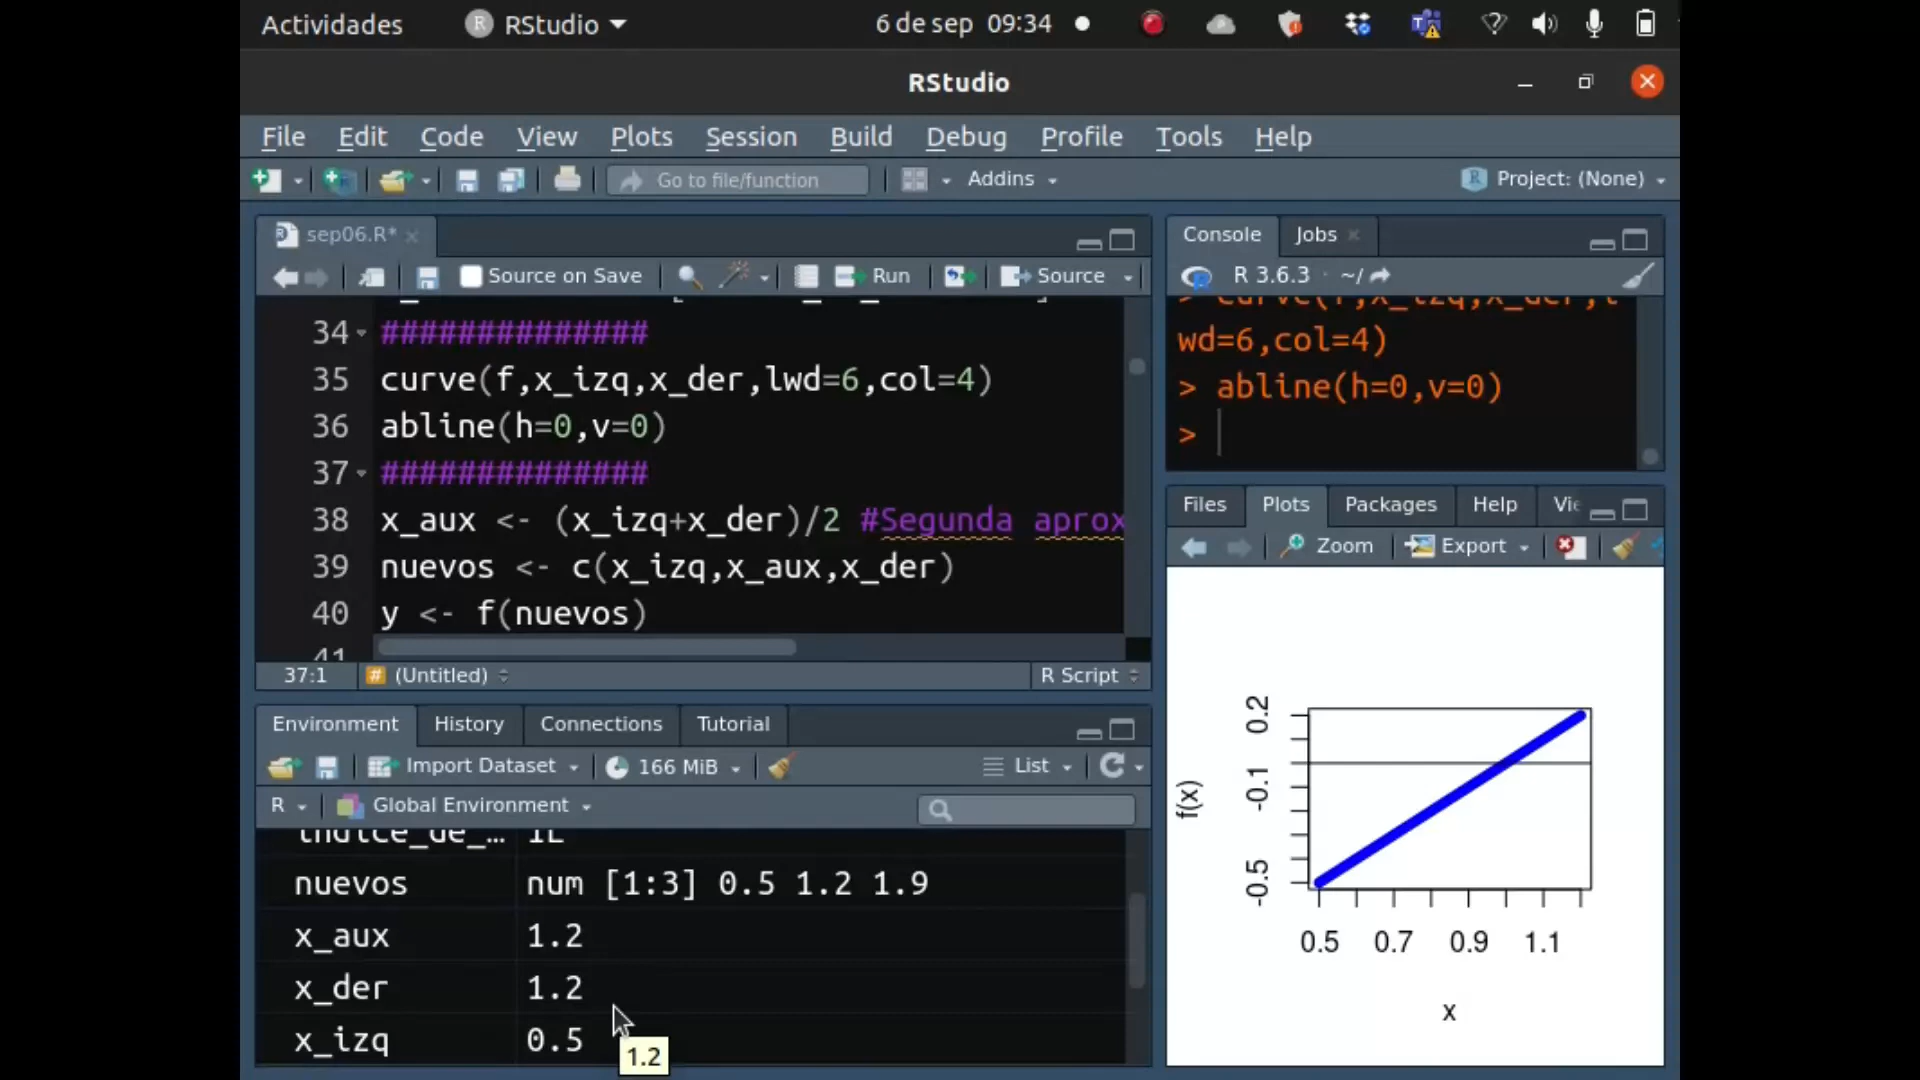 Actividades
RStudio
6 de sep 09:34
RStudio
File Edit Code View Plots Session Build Debug Profile Tools Help
Go to file/function
Addins
Project: (None)
sep06.R*
Source on Save
Run
Source
34 ##############
35 curve(f,x_izq,x_der,lwd=6,col=4)
36 abline(h=0,v=0)
37 ##############
38 x_aux <- (x_izq+x_der)/2 #Segunda aprox
39 nuevos <- c(x_izq,x_aux,x_der)
40 y <- f(nuevos)
41
37:1
(Untitled)
R Script
Console Jobs
R 3.6.3 · ~/
> curve(f,x_izq,x_der,l
wd=6,col=4)
> abline(h=0,v=0)
>
Environment History Connections Tutorial
Import Dataset
166 MiB
List
R
Global Environment
indice_de_… 1L
nuevos num [1:3] 0.5 1.2 1.9
x_aux 1.2
x_der 1.2
x_izq 0.5
1.2
Files Plots Packages Help
Zoom
Export
f(x)
0.2
-0.1
-0.5
0.5 0.7 0.9 1.1
x